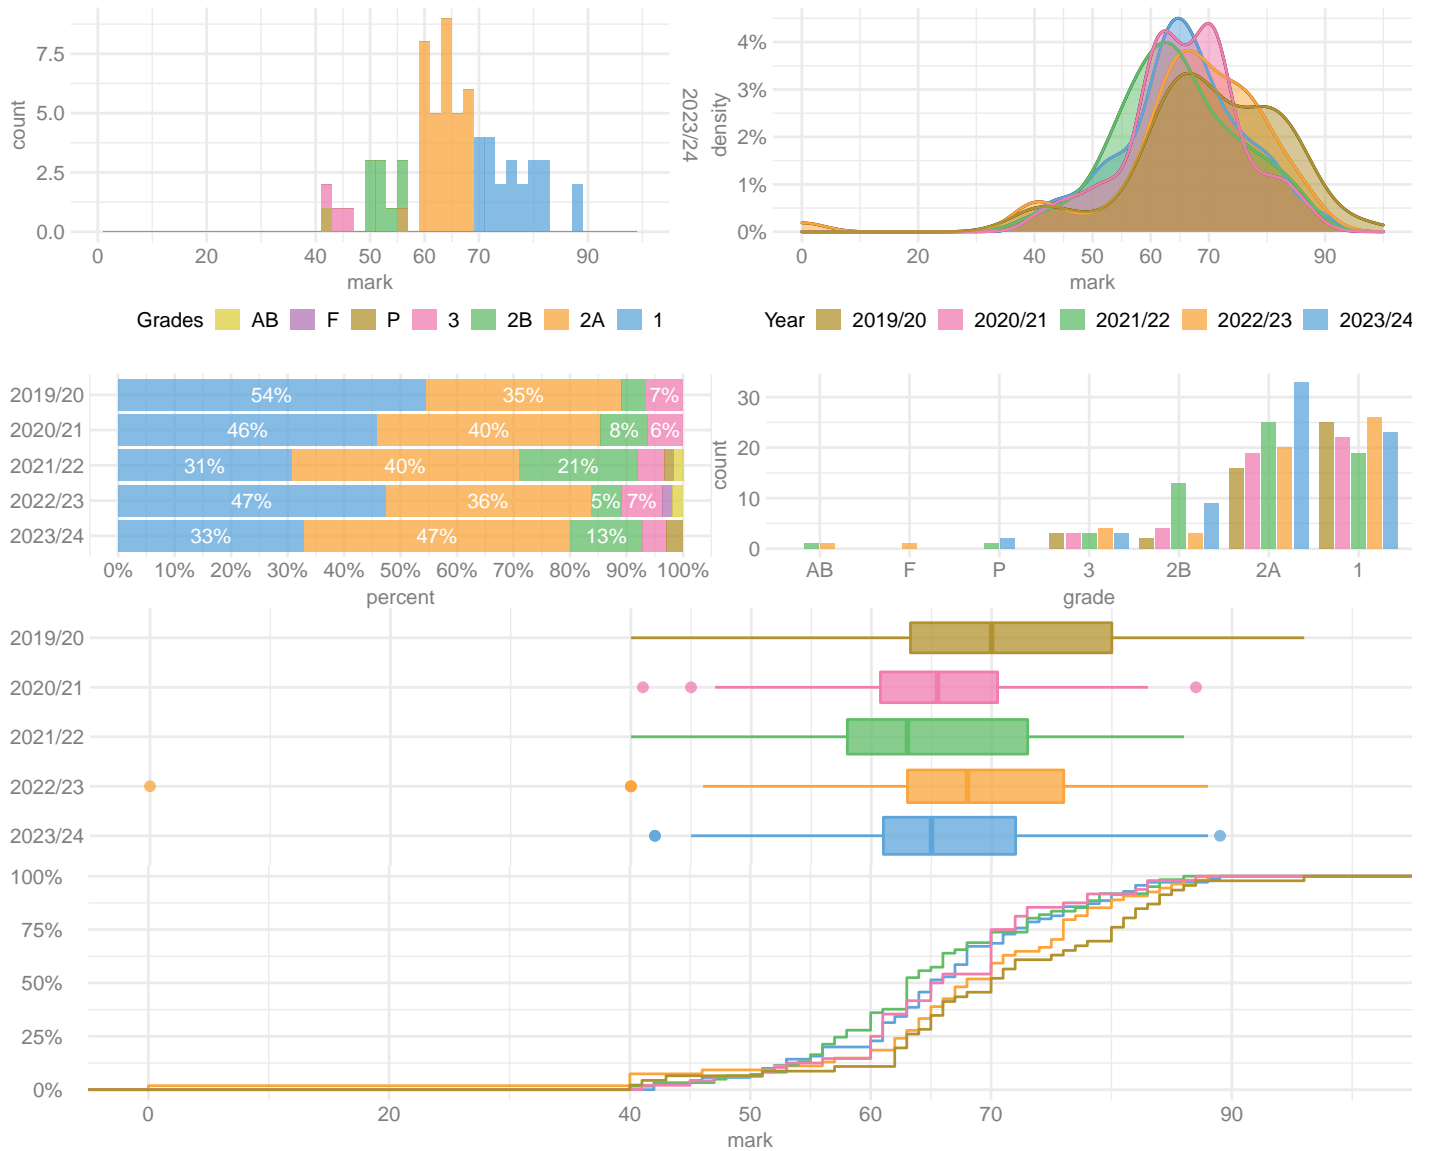 7.5
5.0
2.5
0.0
count
0 20 40 50 60 70 90
mark
2023/24
4%
3%
2%
1%
0%
density
0 20 40 50 60 70 90
mark
Grades AB F P 3 2B 2A 1
Year 2019/20 2020/21 2021/22 2022/23 2023/24
2019/20 54% 35% 7%
2020/21 46% 40% 8% 6%
2021/22 31% 40% 21%
2022/23 47% 36% 5% 7%
2023/24 33% 47% 13%
0% 10% 20% 30% 40% 50% 60% 70% 80% 90% 100%
percent
30
20
10
0
count
AB F P 3 2B 2A 1
grade
2019/20
2020/21
2021/22
2022/23
2023/24
100%
75%
50%
25%
0%
0 20 40 50 60 70 90
mark